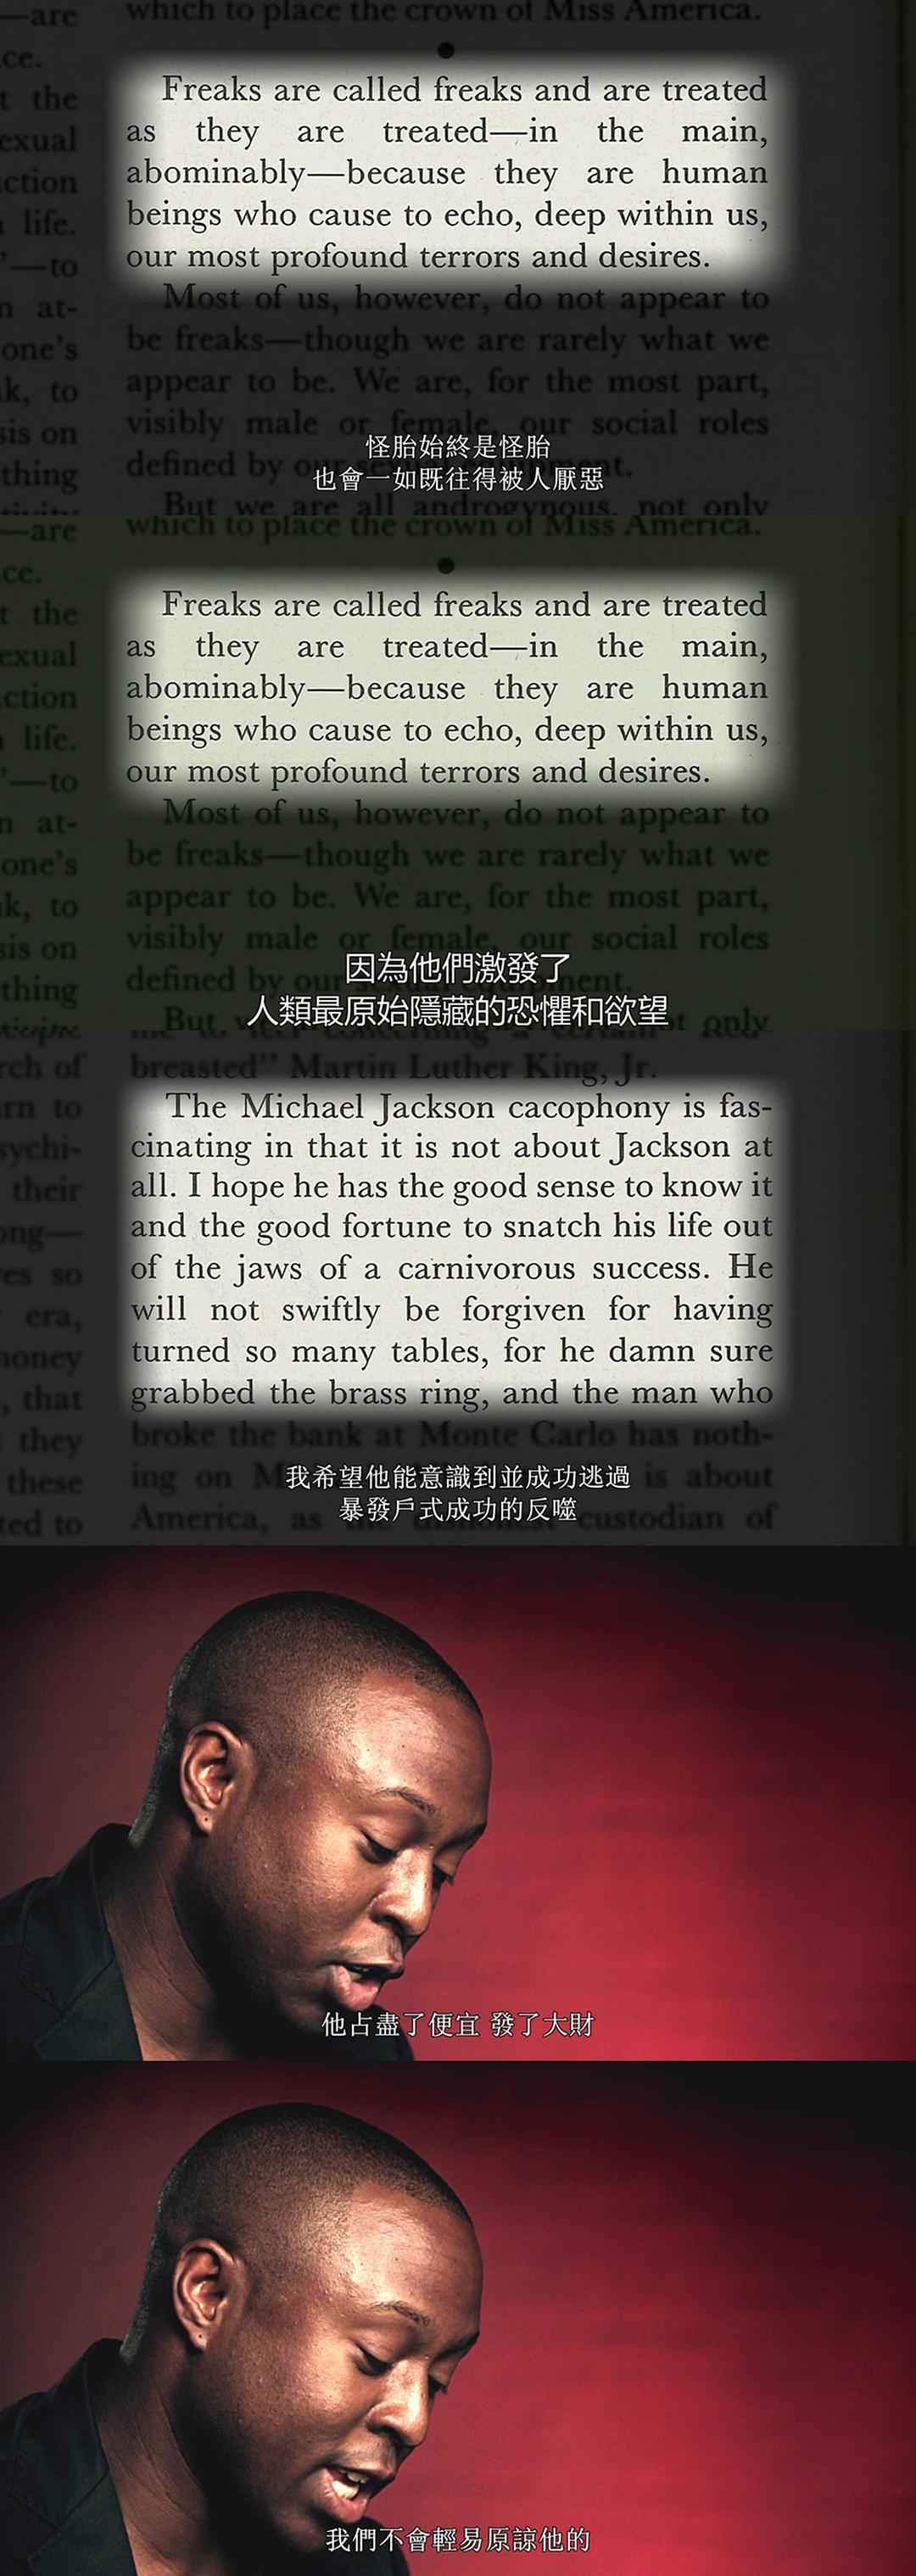 —are which to place the crown of Miss America.
ce.
t the
exual
ction
life.
’—to
n at-
one’s
k, to
sis on
thing
Freaks are called freaks and are treated
as they are treated—in the main,
abominably—because they are human
beings who cause to echo, deep within us,
our most profound terrors and desires.
Most of us, however, do not appear to
be freaks—though we are rarely what we
appear to be. We are, for the most part,
visibly male or female, our social roles
defined by our
怪胎始終是怪胎
也會一如既往得被人厭惡
But we are all androgynous, not only
—are which to place the crown of Miss America.
ce.
t the
exual
ction
life.
’—to
n at-
one’s
k, to
sis on
thing
Freaks are called freaks and are treated
as they are treated—in the main,
abominably—because they are human
beings who cause to echo, deep within us,
our most profound terrors and desires.
Most of us, however, do not appear to
be freaks—though we are rarely what we
appear to be. We are, for the most part,
visibly male or female, our social roles
defined by our
因為他們激發了
人類最原始隱藏的恐懼和欲望
But not only
rch of
rn to
sychi-
their
ong—
es so
era,
money
, that
they
these
ted to
breasted” Martin Luther King, Jr.
The Michael Jackson cacophony is fas-
cinating in that it is not about Jackson at
all. I hope he has the good sense to know it
and the good fortune to snatch his life out
of the jaws of a carnivorous success. He
will not swiftly be forgiven for having
turned so many tables, for he damn sure
grabbed the brass ring, and the man who
broke the bank at Monte Carlo has noth-
ing on is about
America, as custodian of
我希望他能意識到並成功逃過
暴發戶式成功的反噬
他占盡了便宜 發了大財
我們不會輕易原諒他的